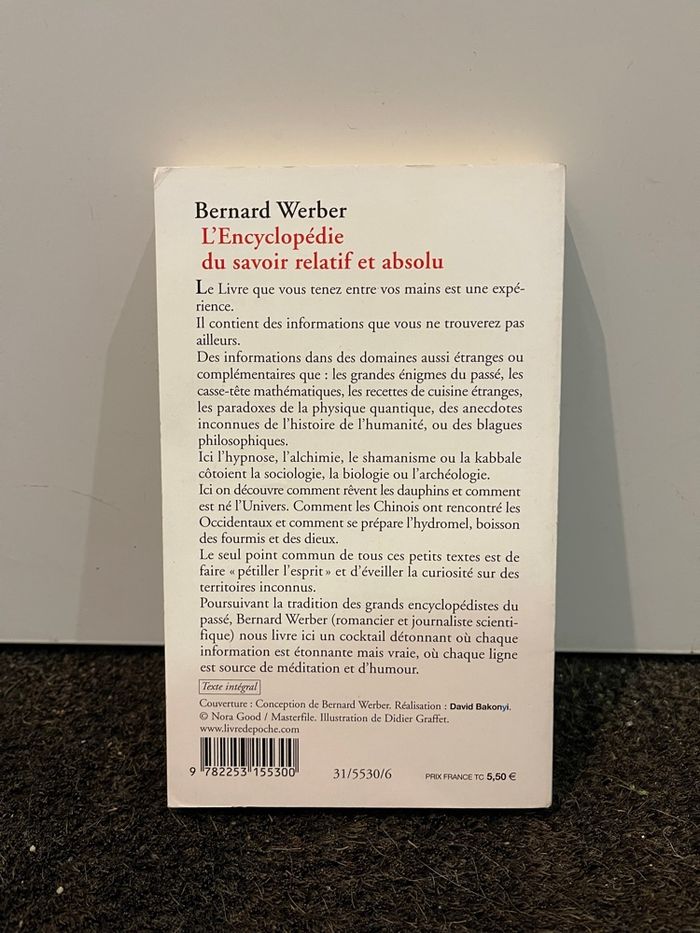 Bernard Werber
L’Encyclopédie
du savoir relatif et absolu
Le Livre que vous tenez entre vos mains est une expé-
rience.
Il contient des informations que vous ne trouverez pas
ailleurs.
Des informations dans des domaines aussi étranges ou
complémentaires que : les grandes énigmes du passé, les
casse-tête mathématiques, les recettes de cuisine étranges,
les paradoxes de la physique quantique, des anecdotes
inconnues de l’histoire de l’humanité, ou des blagues
philosophiques.
Ici l’hypnose, l’alchimie, le shamanisme ou la kabbale
côtoient la sociologie, la biologie ou l’archéologie.
Ici on découvre comment rêvent les dauphins et comment
est né l’Univers. Comment les Chinois ont rencontré les
Occidentaux et comment se prépare l’hydromel, boisson
des fourmis et des dieux.
Le seul point commun de tous ces petits textes est de
faire « pétiller l’esprit » et d’éveiller la curiosité sur des
territoires inconnus.
Poursuivant la tradition des grands encyclopédistes du
passé, Bernard Werber (romancier et journaliste scienti-
fique) nous livre ici un cocktail détonnant où chaque
information est étonnante mais vraie, où chaque ligne
est source de méditation et d’humour.
Texte intégral
Couverture : Conception de Bernard Werber. Réalisation : David Bakonyi.
© Nora Good / Masterfile. Illustration de Didier Graffet.
www.livredepoche.com
9 782253 155300
31/5530/6
PRIX FRANCE TC 5,50 €